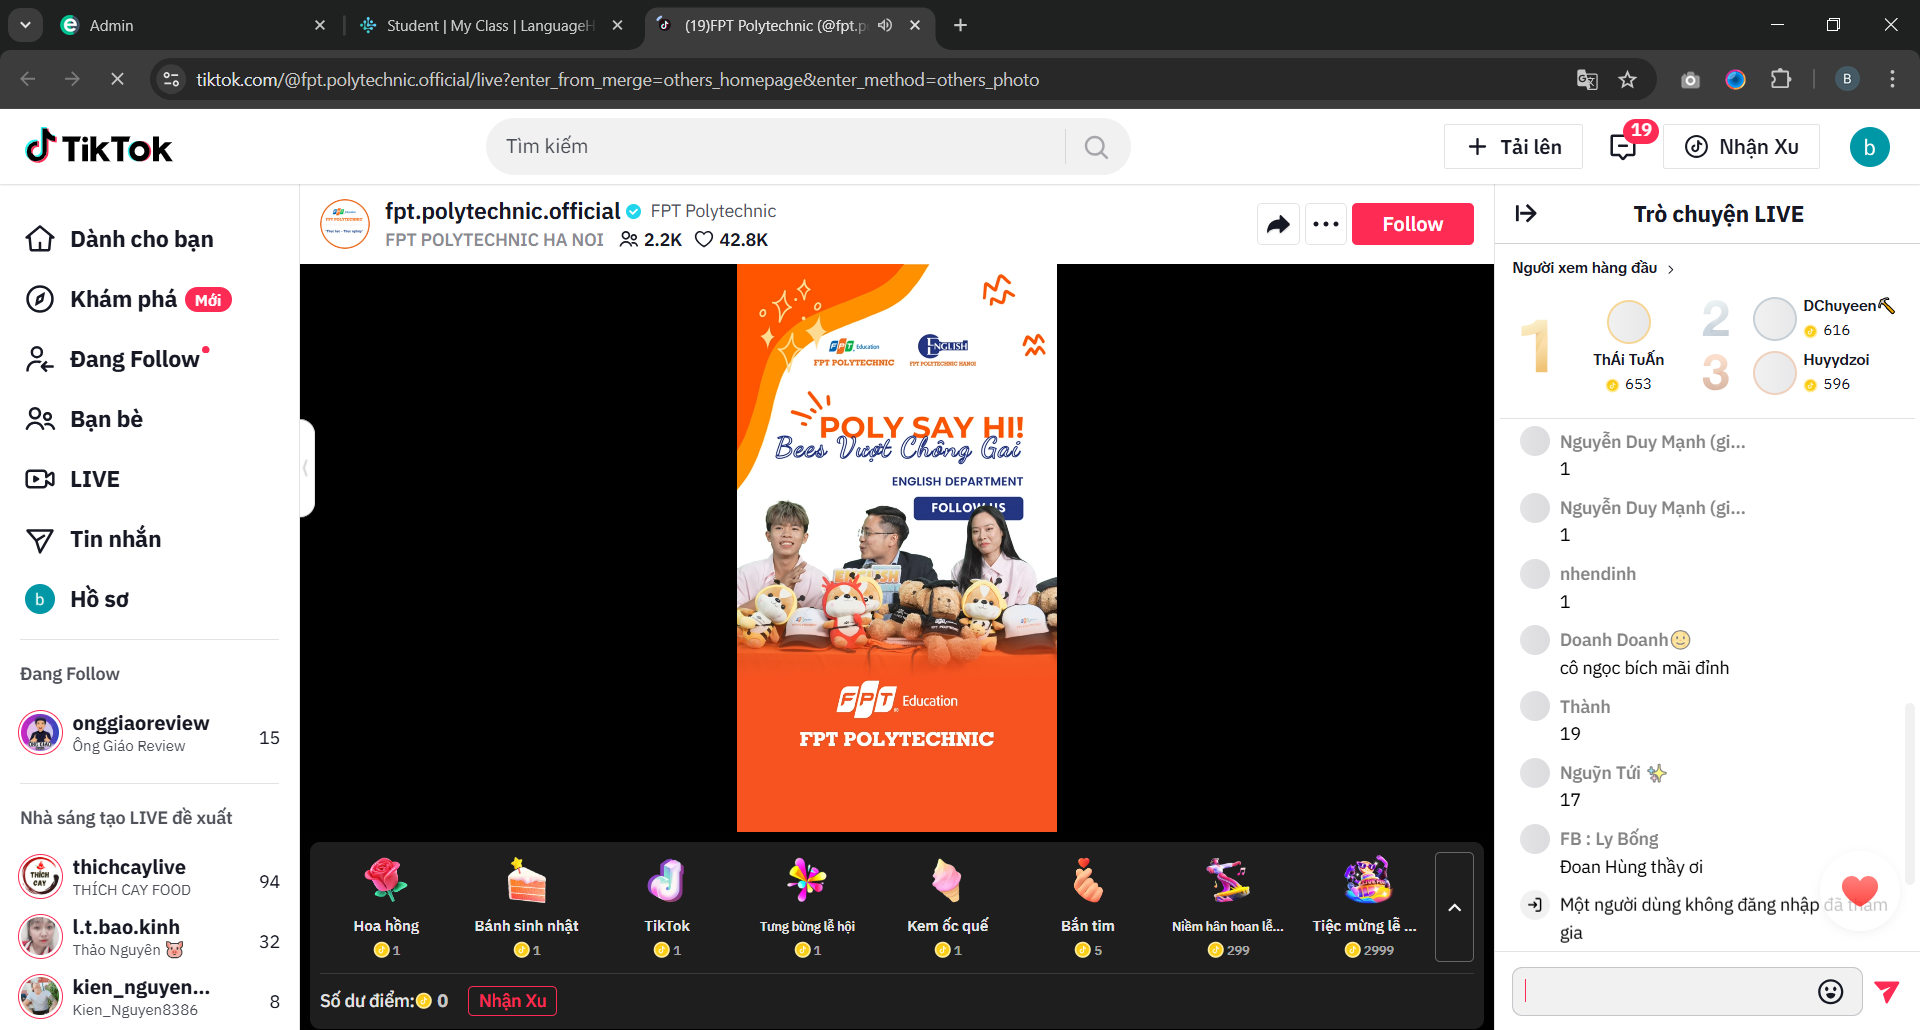 Admin
Student | My Class | LanguageH
(19)FPT Polytechnic (@fpt.p
tiktok.com/@fpt.polytechnic.official/live?enter_from_merge=others_homepage&enter_method=others_photo
B
TikTok
Tìm kiếm
Tải lên
19
Nhận Xu
b
Dành cho bạn
Khám phá Mới
Đang Follow
Bạn bè
LIVE
Tin nhắn
b Hồ sơ
Đang Follow
onggiaoreview
Ông Giáo Review
15
Nhà sáng tạo LIVE đề xuất
thichcaylive
THÍCH CAY FOOD
94
l.t.bao.kinh
Thảo Nguyên 🐷
32
kien_nguyen...
Kien_Nguyen8386
8
fpt.polytechnic.official FPT Polytechnic
FPT POLYTECHNIC HA NOI 2.2K 42.8K
Follow
FPT Education
FPT POLYTECHNIC
ENGLISH
FPT POLYTECHNIC HANOI
POLY SAY HI!
Bees Vượt Chông Gai
ENGLISH DEPARTMENT
FOLLOW US
FPT Education
FPT POLYTECHNIC
Hoa hồng
1
Bánh sinh nhật
1
TikTok
1
Tưng bừng lễ hội
1
Kem ốc quế
1
Bắn tim
5
Niềm hân hoan lễ...
299
Tiệc mừng lễ ...
2999
Số dư điểm: 0 Nhận Xu
Trò chuyện LIVE
Người xem hàng đầu
1
ThÁi TuẤn
653
2
DChuyeen🔨
616
3
Huyydzoi
596
Nguyễn Duy Mạnh (gi...
1
Nguyễn Duy Mạnh (gi...
1
nhendinh
1
Doanh Doanh🙂
cô ngọc bích mãi đỉnh
Thành
19
Nguỹn Tứi ✨
17
FB : Ly Bống
Đoan Hùng thầy ơi
Một người dùng không đăng nhập đã tham
gia